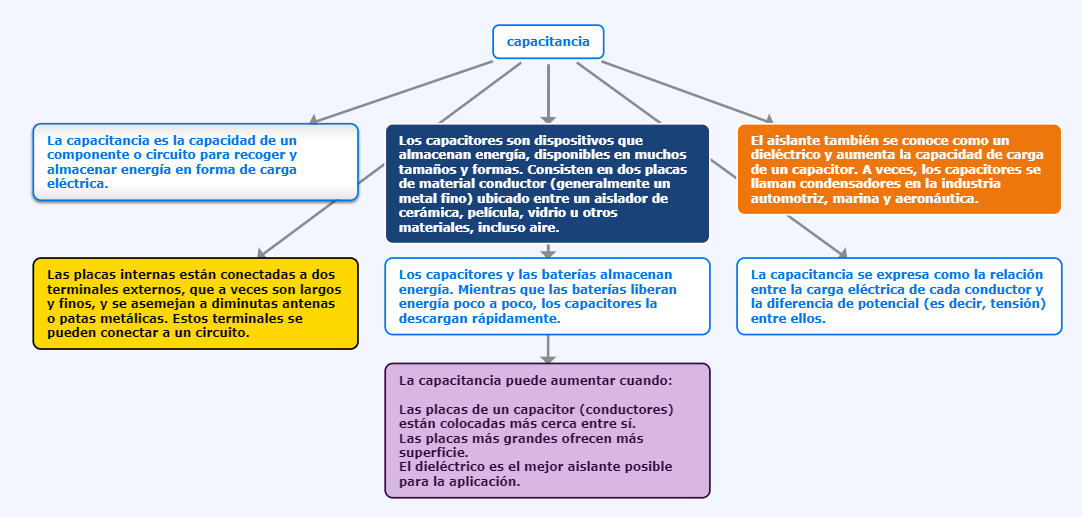 capacitancia
La capacitancia es la capacidad de un
componente o circuito para recoger y
almacenar energía en forma de carga
eléctrica.
Los capacitores son dispositivos que
almacenan energía, disponibles en muchos
tamaños y formas. Consisten en dos placas
de material conductor (generalmente un
metal fino) ubicado entre un aislador de
cerámica, película, vidrio u otros
materiales, incluso aire.
El aislante también se conoce como un
dieléctrico y aumenta la capacidad de carga
de un capacitor. A veces, los capacitores se
llaman condensadores en la industria
automotriz, marina y aeronáutica.
Las placas internas están conectadas a dos
terminales externos, que a veces son largos
y finos, y se asemejan a diminutas antenas
o patas metálicas. Estos terminales se
pueden conectar a un circuito.
Los capacitores y las baterías almacenan
energía. Mientras que las baterías liberan
energía poco a poco, los capacitores la
descargan rápidamente.
La capacitancia se expresa como la relación
entre la carga eléctrica de cada conductor y
la diferencia de potencial (es decir, tensión)
entre ellos.
La capacitancia puede aumentar cuando:
Las placas de un capacitor (conductores)
están colocadas más cerca entre sí.
Las placas más grandes ofrecen más
superficie.
El dieléctrico es el mejor aislante posible
para la aplicación.